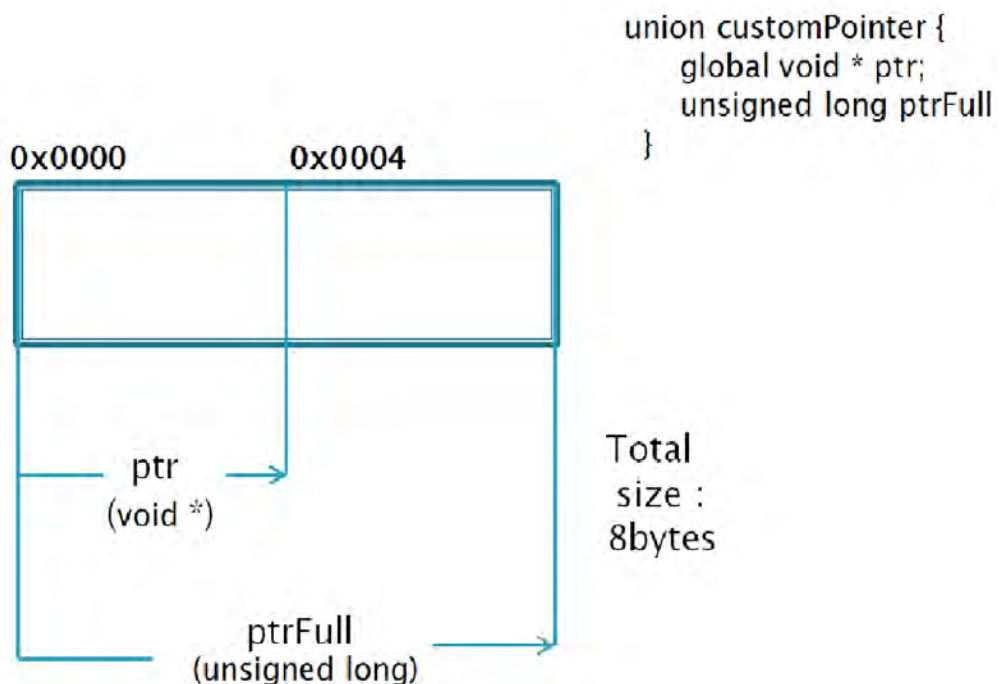 union customPointer {
global void * ptr;
unsigned long ptrFull
}
0x0000 0x0004
ptr
(void *)
Total
size :
8bytes
ptrFull
(unsigned long)